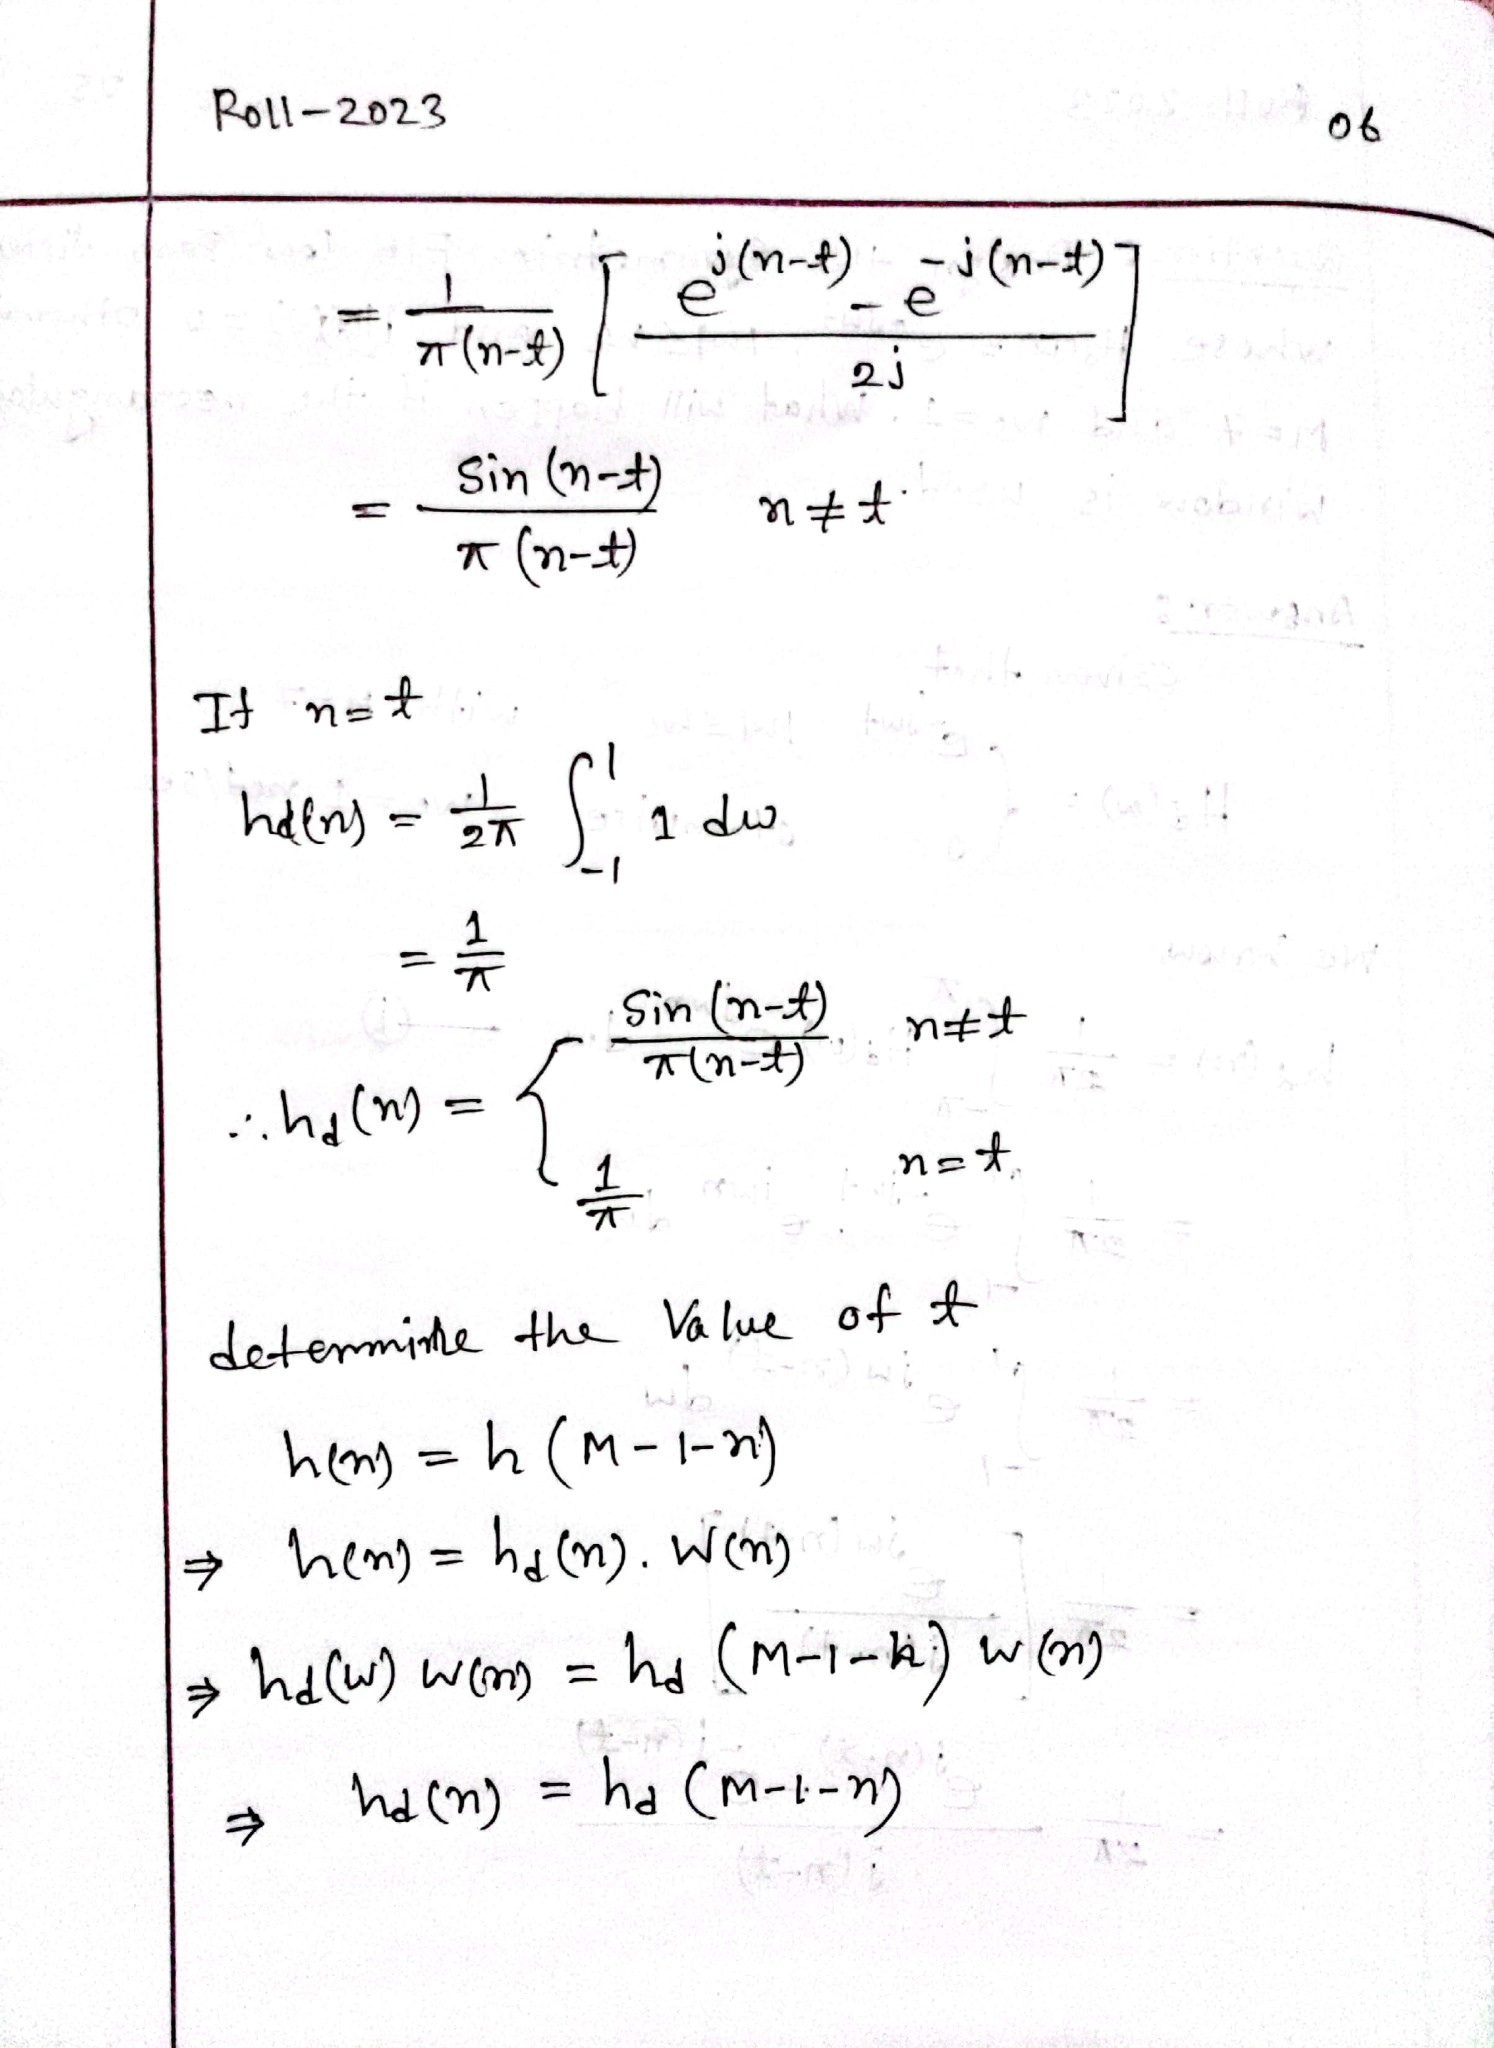 Roll-2023
06
= 1/π(n-t) [ (e^j(n-t) - e^-j(n-t)) / 2j ]
= Sin (n-t) / π (n-t)    n ≠ t
If n=t
hd(n) = 1/2π ∫_-1^1 1 dω
= 1/π
∴ hd(n) = { Sin (n-t) / π(n-t)    n≠t
1/π    n=t
determine the Value of t
h(n) = h (M-1-n)
⇒ h(n) = hd(n). W(n)
⇒ hd(w) w(n) = hd (M-1-n) w(n)
⇒ hd(n) = hd (M-1-n)